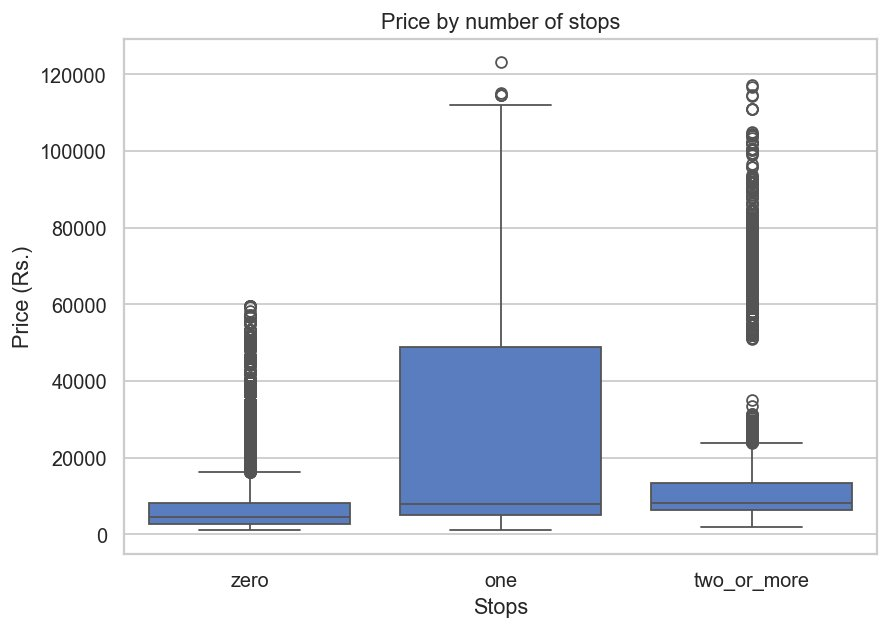 Price by number of stops
Price (Rs.)
120000
100000
80000
60000
40000
20000
0
zero one two_or_more
Stops